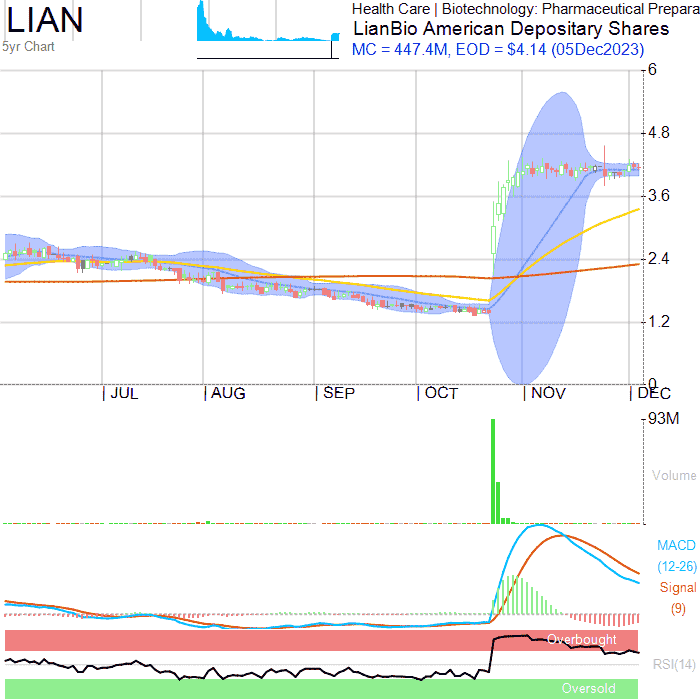 LIAN
5yr Chart
Health Care | Biotechnology: Pharmaceutical Prepara
LianBio American Depositary Shares
MC = 447.4M, EOD = $4.14 (05Dec2023)
6
4.8
3.6
2.4
1.2
0
JUL
AUG
SEP
OCT
NOV
DEC
93M
Volume
MACD
(12-26)
Signal
(9)
Overbought
RSI(14)
Oversold